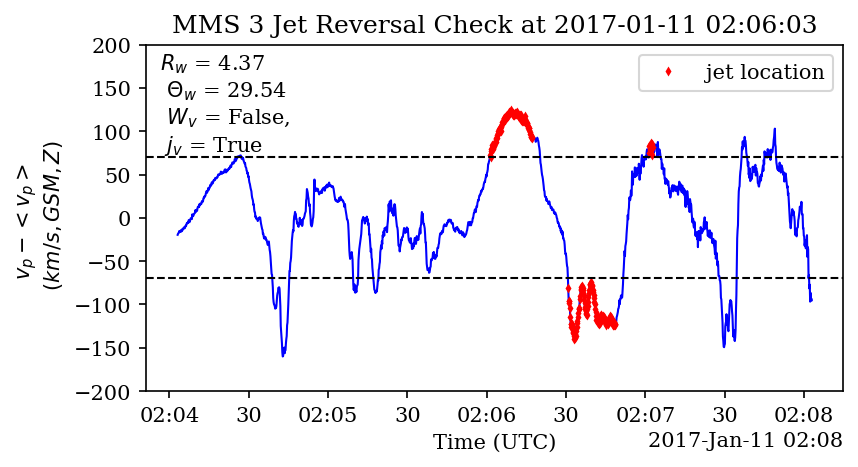 MMS 3 Jet Reversal Check at 2017-01-11 02:06:03
R_w = 4.37
Θ_w = 29.54
W_v = False,
j_v = True
jet location
200
150
100
50
0
−50
−100
−150
−200
v_p − <v_p>
(km/s, GSM, Z)
02:04 30 02:05 30 02:06 30 02:07 30 02:08
Time (UTC)
2017-Jan-11 02:08